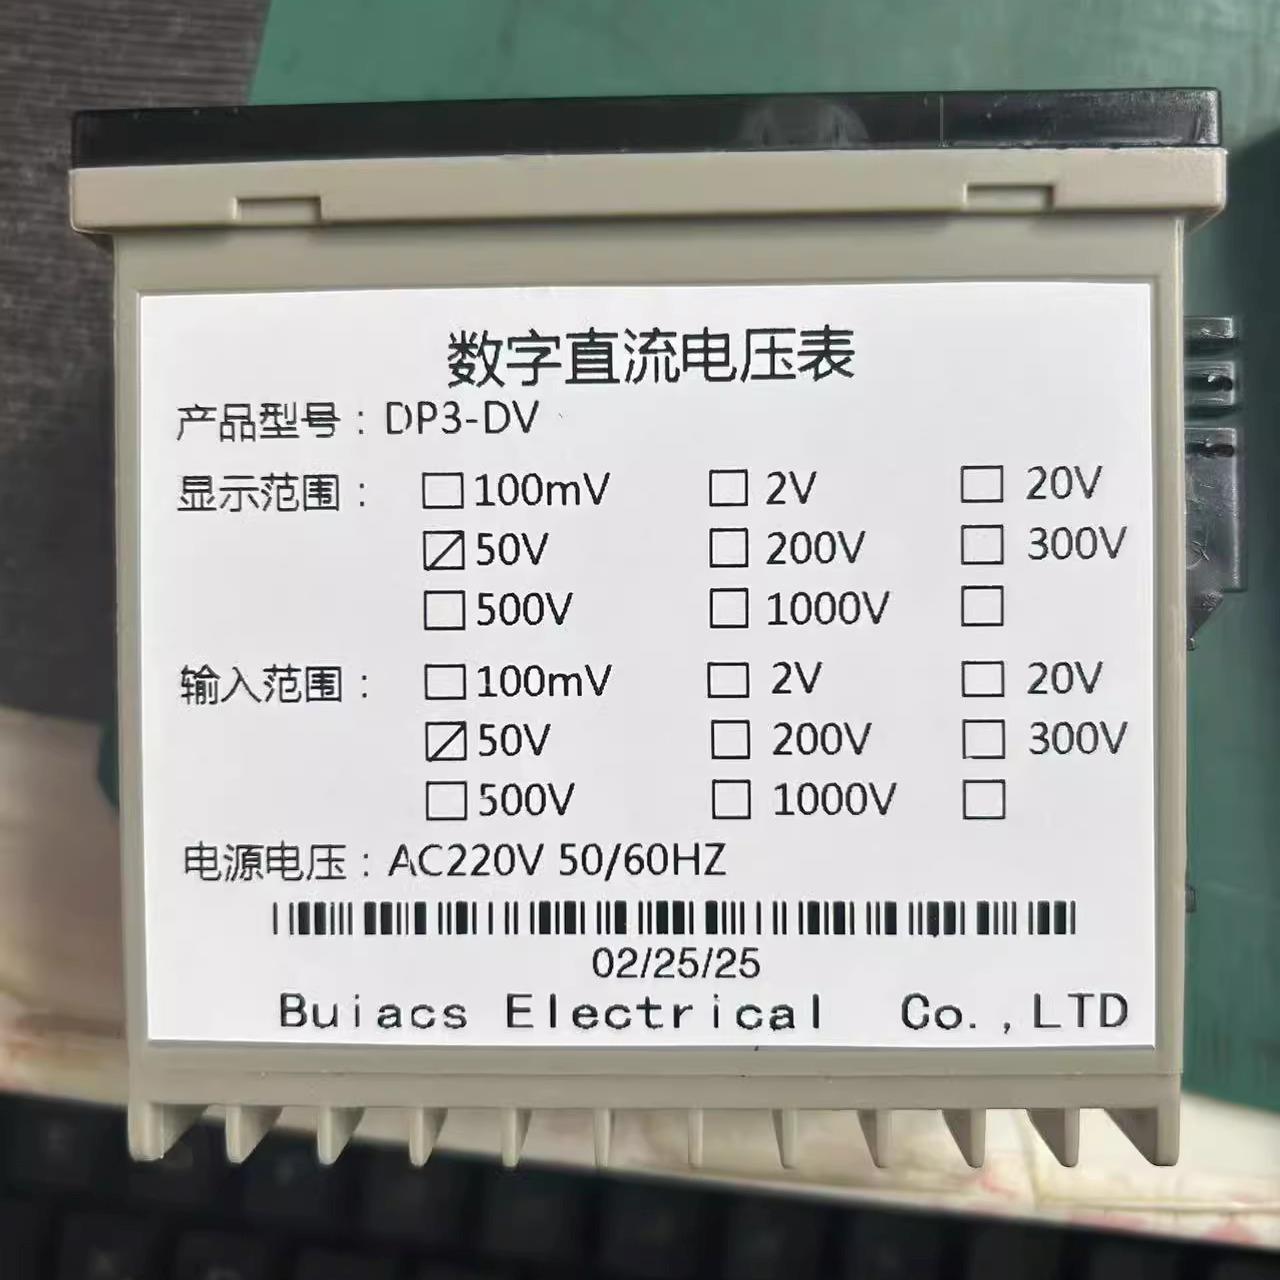 数字直流电压表
产品型号：DP3-DV
显示范围： □100mV □2V □20V
☑50V □200V □300V
□500V □1000V □
输入范围： □100mV □2V □20V
☑50V □200V □300V
□500V □1000V □
电源电压：AC220V 50/60HZ
02/25/25
Buiacs Electrical Co.,LTD